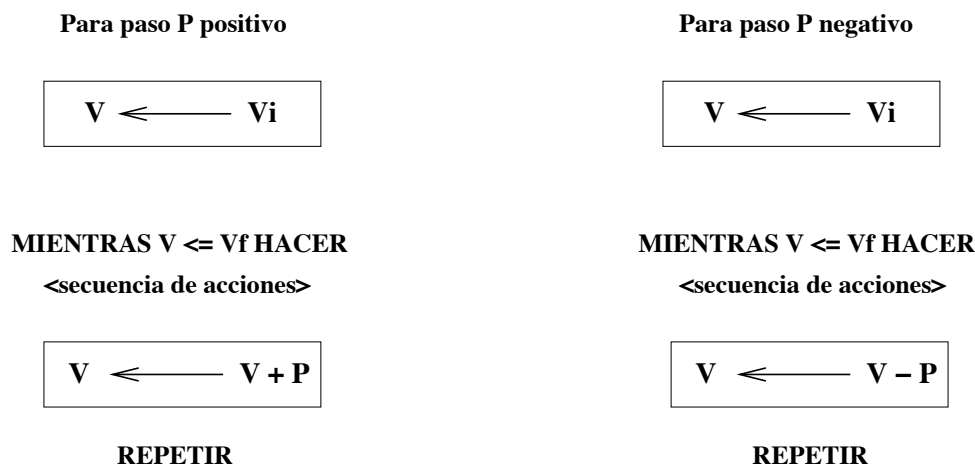 Para paso P positivo
V Vi
MIENTRAS V <= Vf HACER
<secuencia de acciones>
V V + P
REPETIR
Para paso P negativo
V Vi
MIENTRAS V <= Vf HACER
<secuencia de acciones>
V V – P
REPETIR